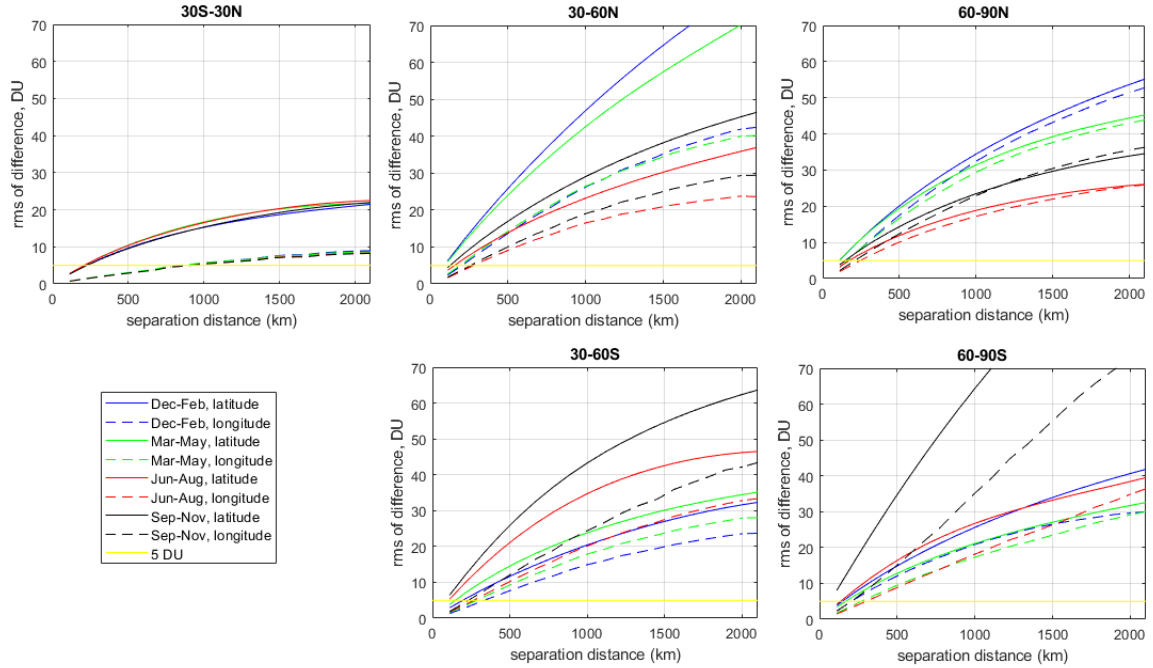 30S-30N
70
60
50
40
30
20
10
0
rms of difference, DU
0 500 1000 1500 2000
separation distance (km)
30-60N
70
60
50
40
30
20
10
0
rms of difference, DU
0 500 1000 1500 2000
separation distance (km)
60-90N
70
60
50
40
30
20
10
0
rms of difference, DU
0 500 1000 1500 2000
separation distance (km)
Dec-Feb, latitude
Dec-Feb, longitude
Mar-May, latitude
Mar-May, longitude
Jun-Aug, latitude
Jun-Aug, longitude
Sep-Nov, latitude
Sep-Nov, longitude
5 DU
30-60S
70
60
50
40
30
20
10
0
rms of difference, DU
0 500 1000 1500 2000
separation distance (km)
60-90S
70
60
50
40
30
20
10
0
rms of difference, DU
0 500 1000 1500 2000
separation distance (km)